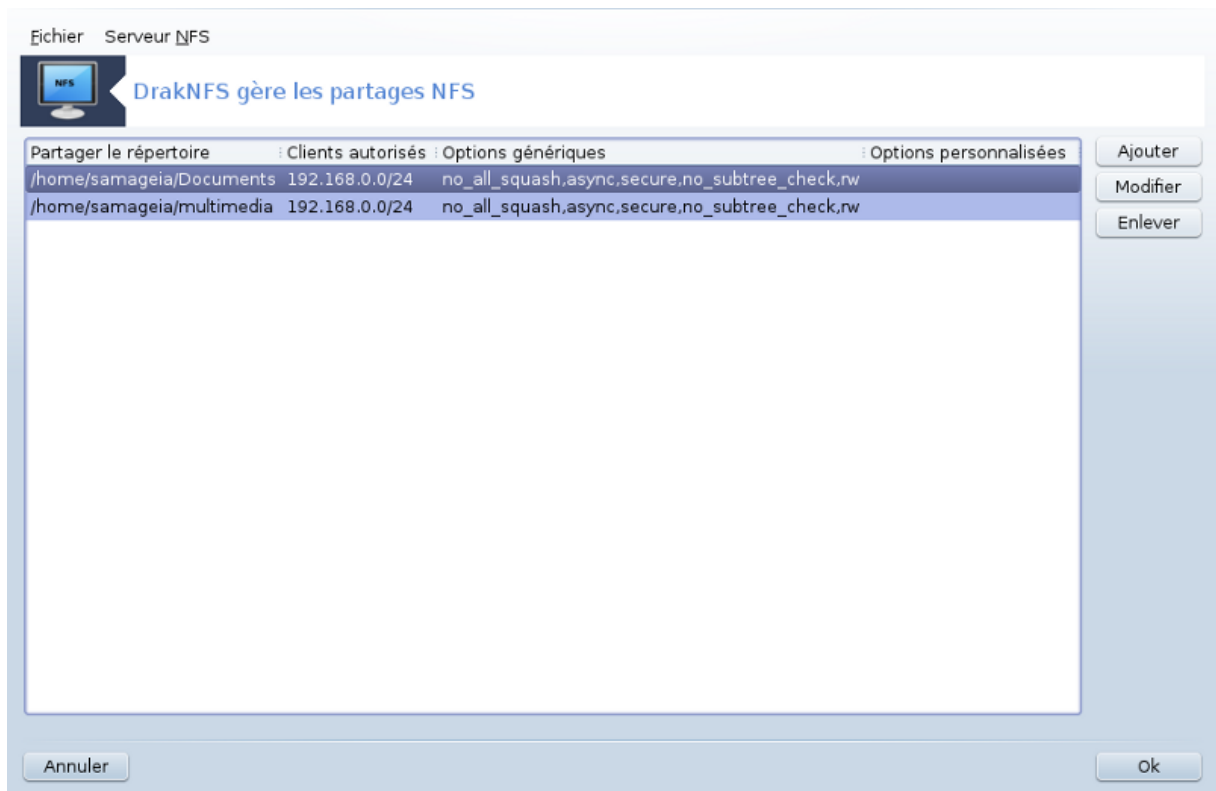 Fichier Serveur NFS
NFS
DrakNFS gère les partages NFS
Partager le répertoire Clients autorisés Options génériques Options personnalisées
/home/samageia/Documents 192.168.0.0/24 no_all_squash,async,secure,no_subtree_check,rw
/home/samageia/multimedia 192.168.0.0/24 no_all_squash,async,secure,no_subtree_check,rw
Ajouter
Modifier
Enlever
Annuler Ok